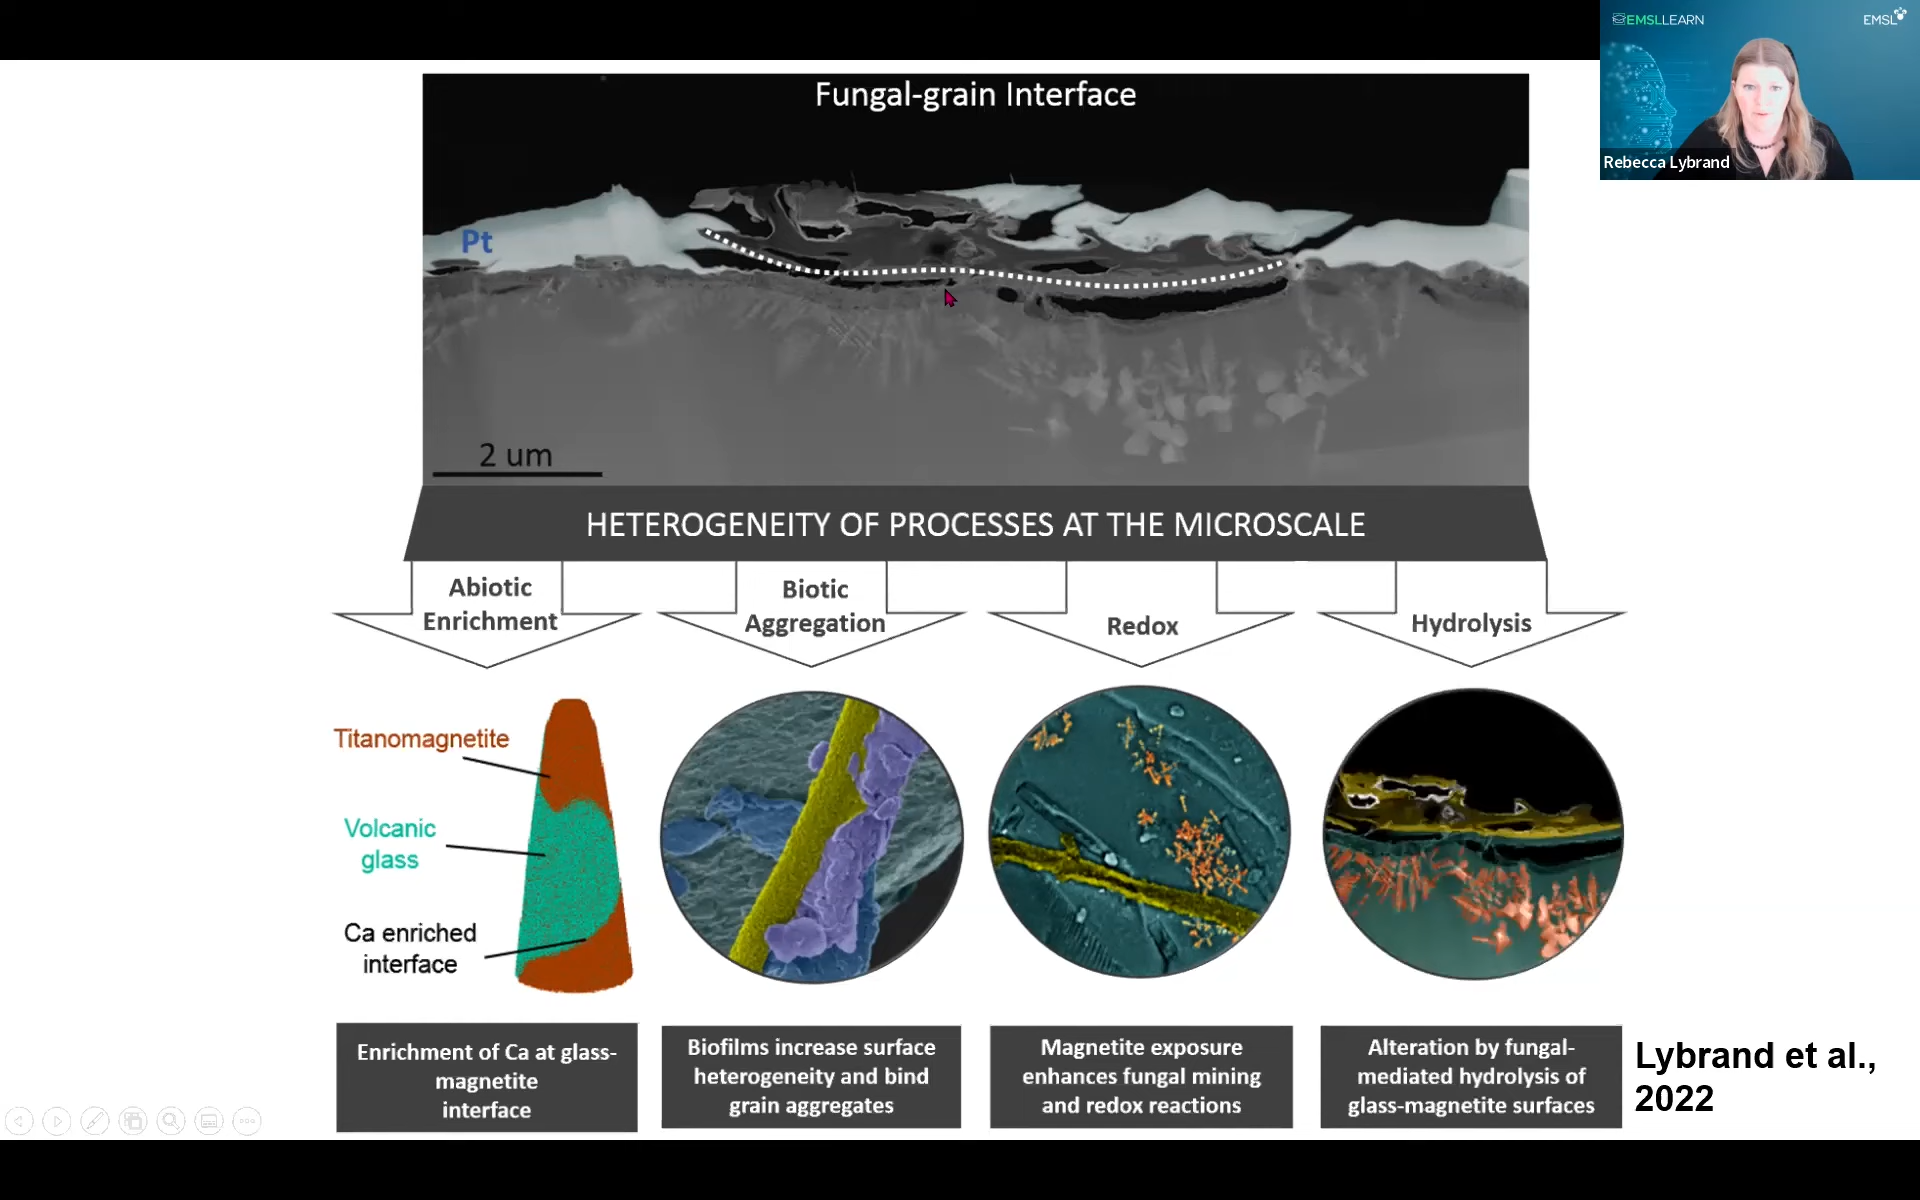 EMSLLEARN
EMSL
Rebecca Lybrand
Fungal-grain Interface
Pt
2 um
HETEROGENEITY OF PROCESSES AT THE MICROSCALE
Abiotic
Enrichment
Biotic
Aggregation
Redox
Hydrolysis
Titanomagnetite
Volcanic
glass
Ca enriched
interface
Enrichment of Ca at glass-
magnetite
interface
Biofilms increase surface
heterogeneity and bind
grain aggregates
Magnetite exposure
enhances fungal mining
and redox reactions
Alteration by fungal-
mediated hydrolysis of
glass-magnetite surfaces
Lybrand et al.,
2022